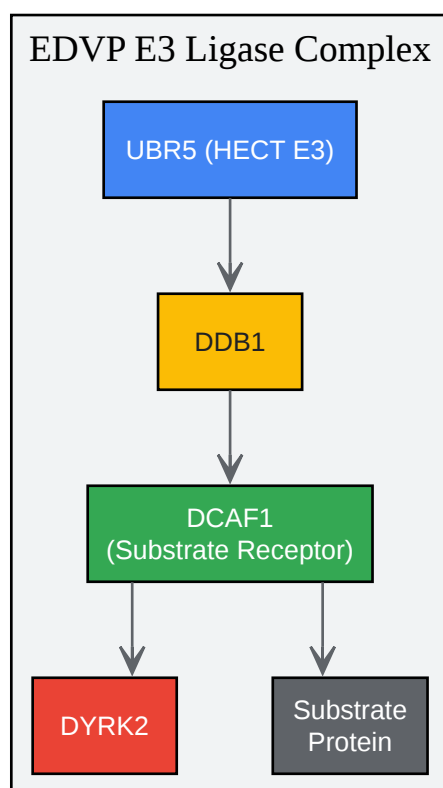 EDVP E3 Ligase Complex
UBR5 (HECT E3)
DDB1
DCAF1
(Substrate Receptor)
DYRK2
Substrate
Protein